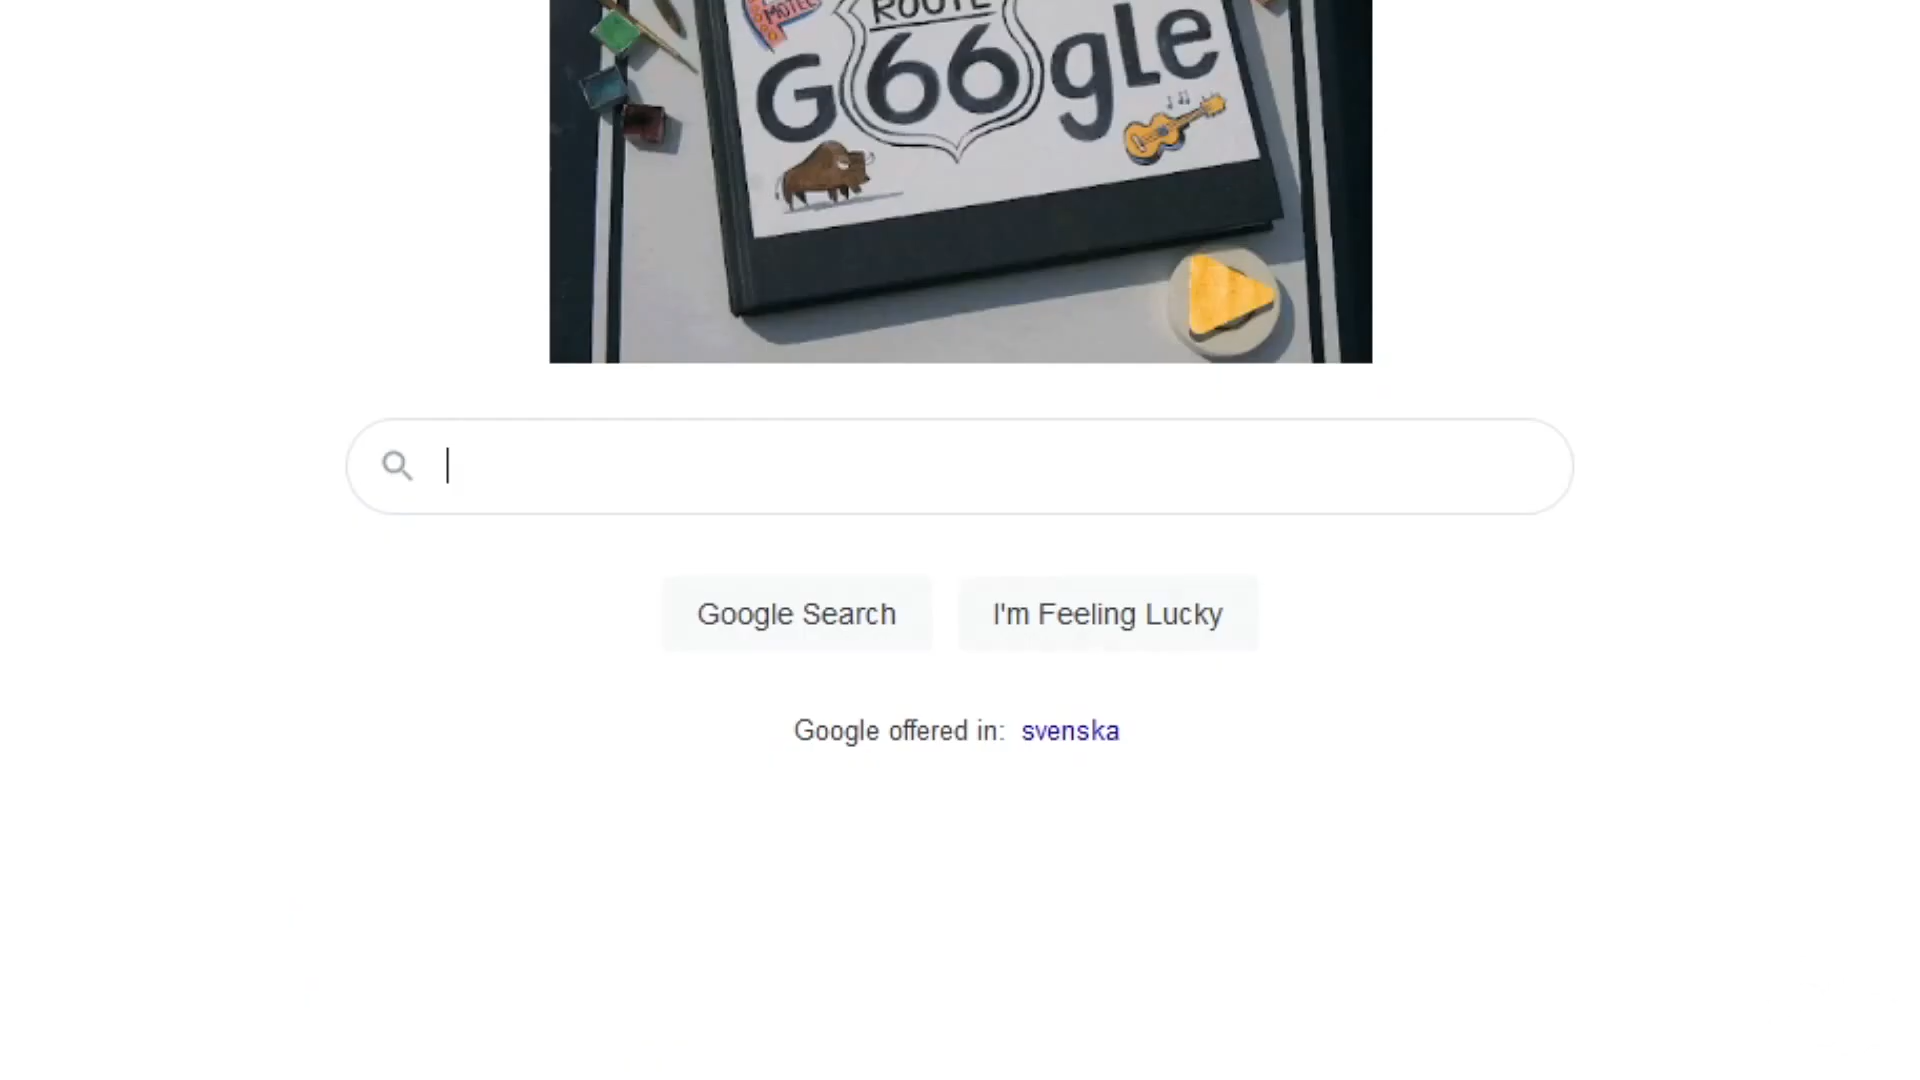 MOTEL
ROUTE
G66gle
Google Search
I'm Feeling Lucky
Google offered in: svenska